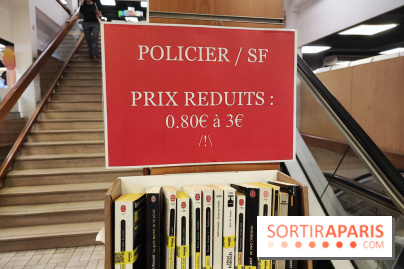 POLICIER / SF
PRIX REDUITS :
0.80€ à 3€
/!\
SORTIRAPARIS
.COM